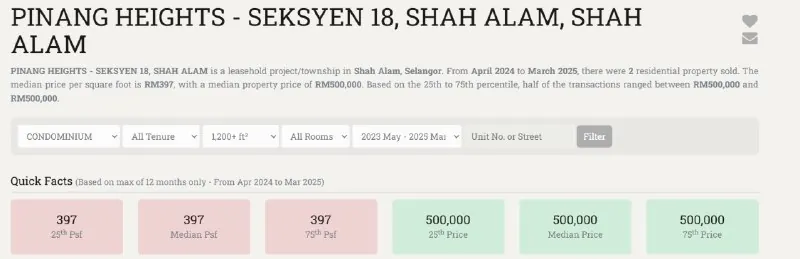 PINANG HEIGHTS - SEKSYEN 18, SHAH ALAM, SHAH
ALAM
PINANG HEIGHTS - SEKSYEN 18, SHAH ALAM is a leasehold project/township in Shah Alam, Selangor. From April 2024 to March 2025, there were 2 residential property sold. The
median price per square foot is RM397, with a median property price of RM500,000. Based on the 25th to 75th percentile, half of the transactions ranged between RM500,000 and
RM500,000.
CONDOMINIUM All Tenure 1,200+ ft² All Rooms 2023 May - 2025 Mar Unit No. or Street Filter
Quick Facts (Based on max of 12 months only - From Apr 2024 to Mar 2025)
397 397 397 500,000 500,000 500,000
25th Psf Median Psf 75th Psf 25th Price Median Price 75th Price